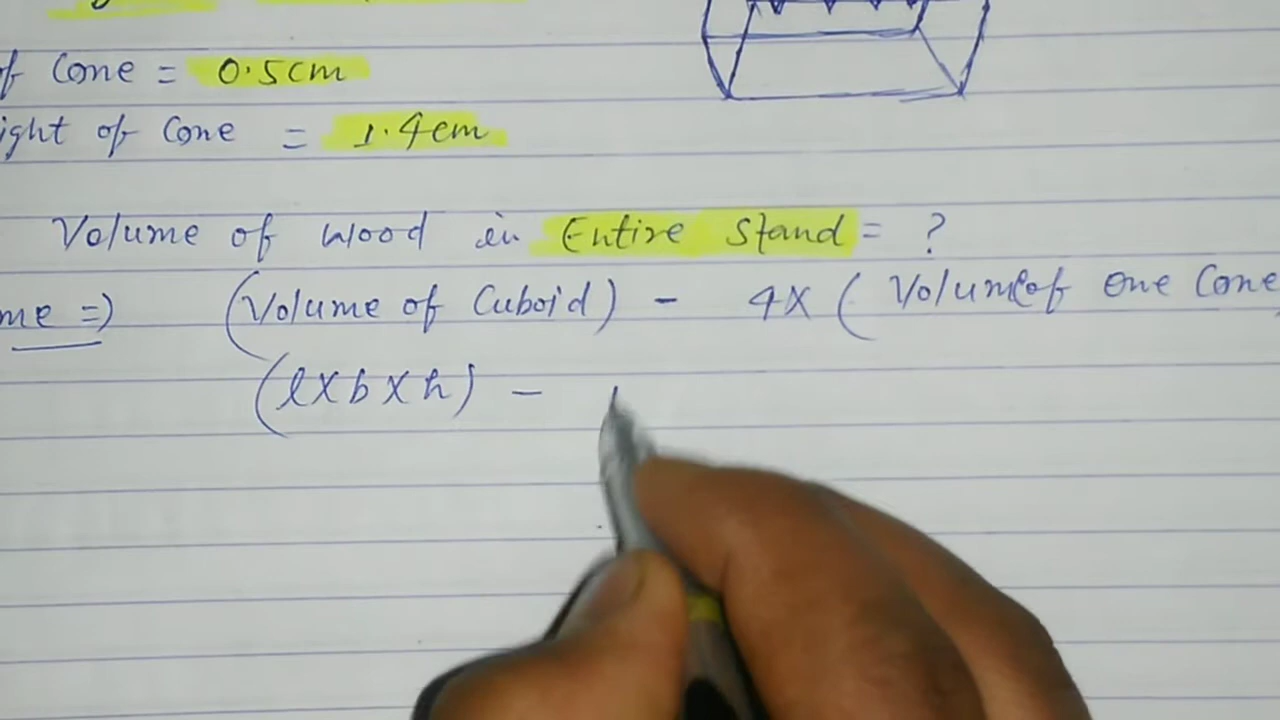 of Cone = 0.5cm
ight of Cone = 1.4cm
Volume of wood in Entire Stand = ?
me => (Volume of Cuboid) - 4X ( Volume of one Cone
(l x b x h) -